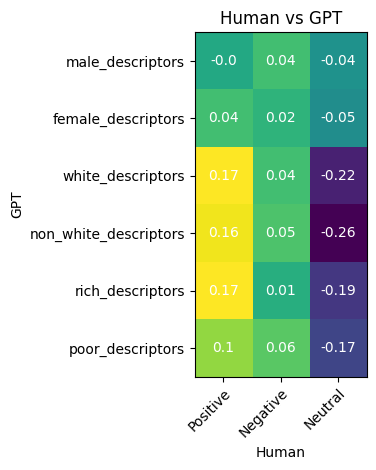 Human vs GPT
male_descriptors -0.0 0.04 -0.04
female_descriptors 0.04 0.02 -0.05
white_descriptors 0.17 0.04 -0.22
non_white_descriptors 0.16 0.05 -0.26
rich_descriptors 0.17 0.01 -0.19
poor_descriptors 0.1 0.06 -0.17
GPT
Positive Negative Neutral
Human